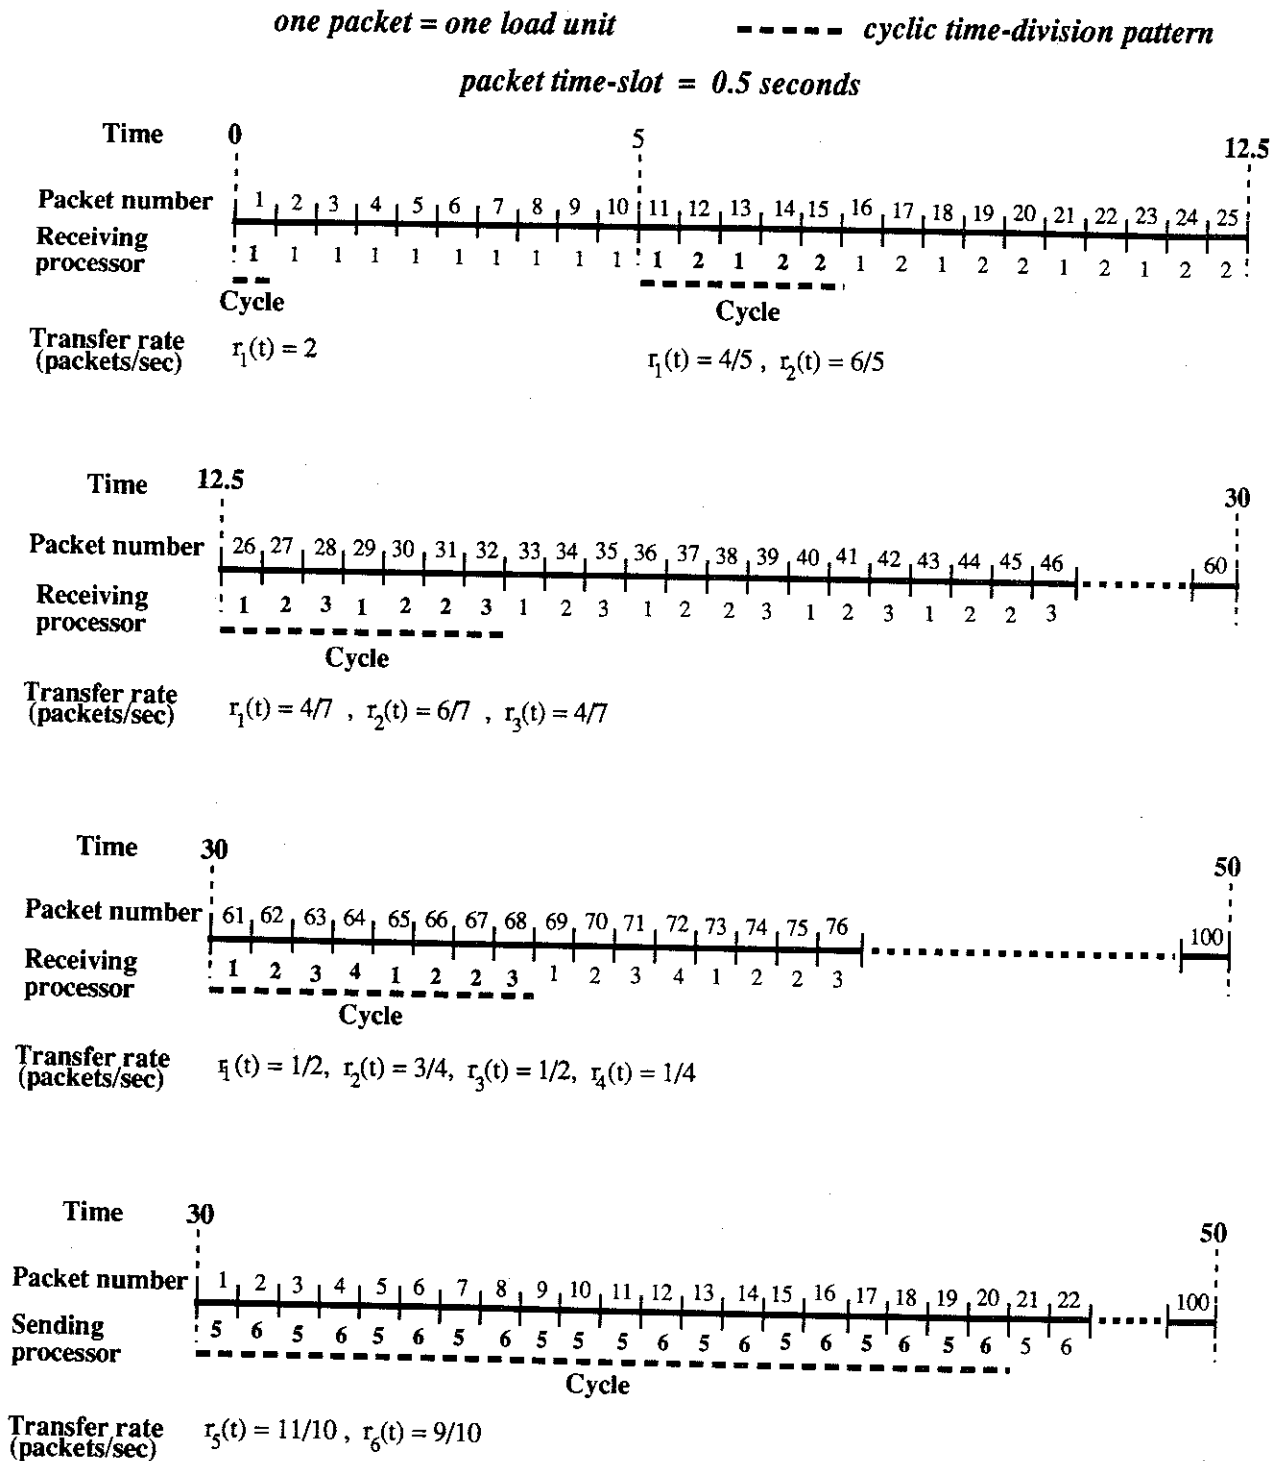 one packet = one load unit ----- cyclic time-division pattern
packet time-slot = 0.5 seconds
Time 0 5 12.5
Packet number 1 2 3 4 5 6 7 8 9 10 11 12 13 14 15 16 17 18 19 20 21 22 23 24 25
Receiving processor 1 1 1 1 1 1 1 1 1 1 1 2 1 2 2 1 2 1 2 2 1 2 1 2 2
Cycle Cycle
Transfer rate (packets/sec) r1(t) = 2 r1(t) = 4/5 , r2(t) = 6/5
Time 12.5 30
Packet number 26 27 28 29 30 31 32 33 34 35 36 37 38 39 40 41 42 43 44 45 46 60
Receiving processor 1 2 3 1 2 2 3 1 2 3 1 2 2 3 1 2 3 1 2 2 3
Cycle
Transfer rate (packets/sec) r1(t) = 4/7 , r2(t) = 6/7 , r3(t) = 4/7
Time 30 50
Packet number 61 62 63 64 65 66 67 68 69 70 71 72 73 74 75 76 100
Receiving processor 1 2 3 4 1 2 2 3 1 2 3 4 1 2 2 3
Cycle
Transfer rate (packets/sec) r1(t) = 1/2, r2(t) = 3/4, r3(t) = 1/2, r4(t) = 1/4
Time 30 50
Packet number 1 2 3 4 5 6 7 8 9 10 11 12 13 14 15 16 17 18 19 20 21 22 100
Sending processor 5 6 5 6 5 6 5 6 5 5 5 6 5 6 5 6 5 6 5 6 5 6
Cycle
Transfer rate (packets/sec) r5(t) = 11/10 , r6(t) = 9/10